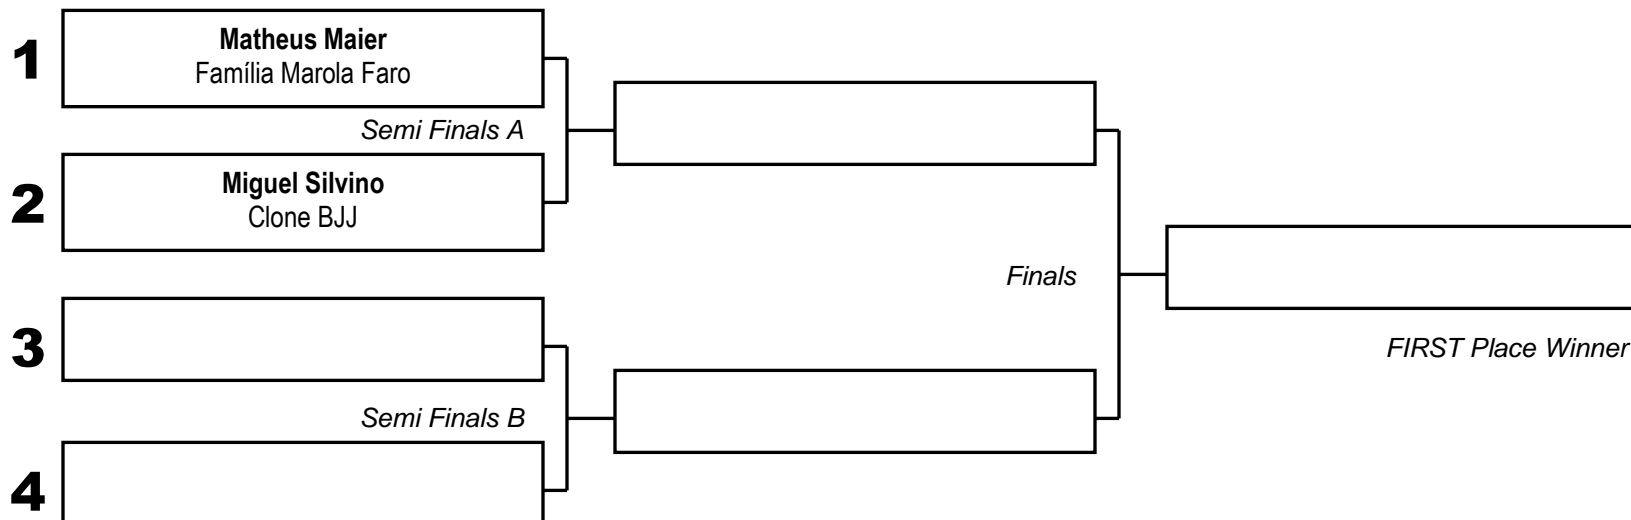 1
Matheus Maier
Família Marola Faro
Semi Finals A
2
Miguel Silvino
Clone BJJ
Finals
3
FIRST Place Winner
Semi Finals B
4